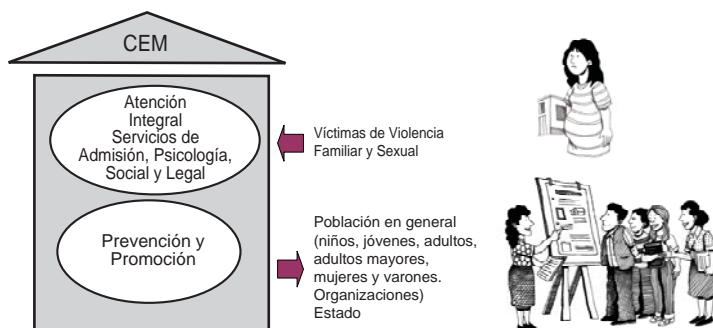 CEM
Atención
Integral
Servicios de
Admisión, Psicología,
Social y Legal
Víctimas de Violencia
Familiar y Sexual
Prevención y
Promoción
Población en general
(niños, jóvenes, adultos,
adultos mayores,
mujeres y varones.
Organizaciones)
Estado